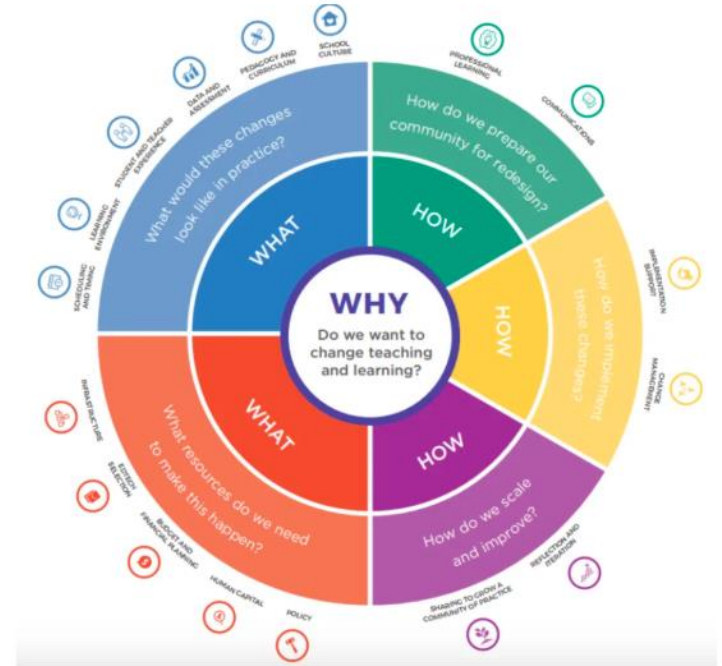 WHY
Do we want to
change teaching
and learning?
WHAT
What would these changes
look like in practice?
SCHEDULING
AND TIMING
LEARNING
ENVIRONMENT
STUDENT AND TEACHER
EXPERIENCE
DATA AND
ASSESSMENT
PEDAGOGY AND
CURRICULUM
SCHOOL
CULTURE
HOW
How do we prepare our
community for redesign?
PROFESSIONAL
LEARNING
COMMUNICATIONS
HOW
How do we implement
these changes?
IMPLEMENTATION
SUPPORT
CHANGE
MANAGEMENT
HOW
How do we scale
and improve?
REFLECTION AND
ITERATION
SHARING TO GROW A
COMMUNITY OF PRACTICE
WHAT
What resources do we need
to make this happen?
POLICY
HUMAN CAPITAL
BUDGET AND
FINANCIAL PLANNING
EDTECH
SELECTION
INFRASTRUCTURE